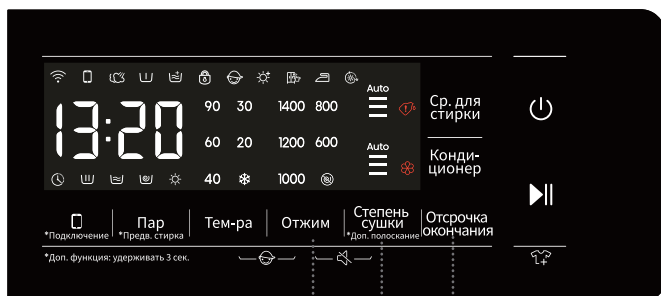 Auto
90 30 1400 800
13:20
Ср. для
стирки
60 20 1200 600
Auto
Конди-
ционер
40 1000
Пар
Тем-ра
Отжим
Степень
сушки
Отсрочка
окончания
*Подключение
*Предв. стирка
*Доп. полоскание
*Доп. функция: удерживать 3 сек.